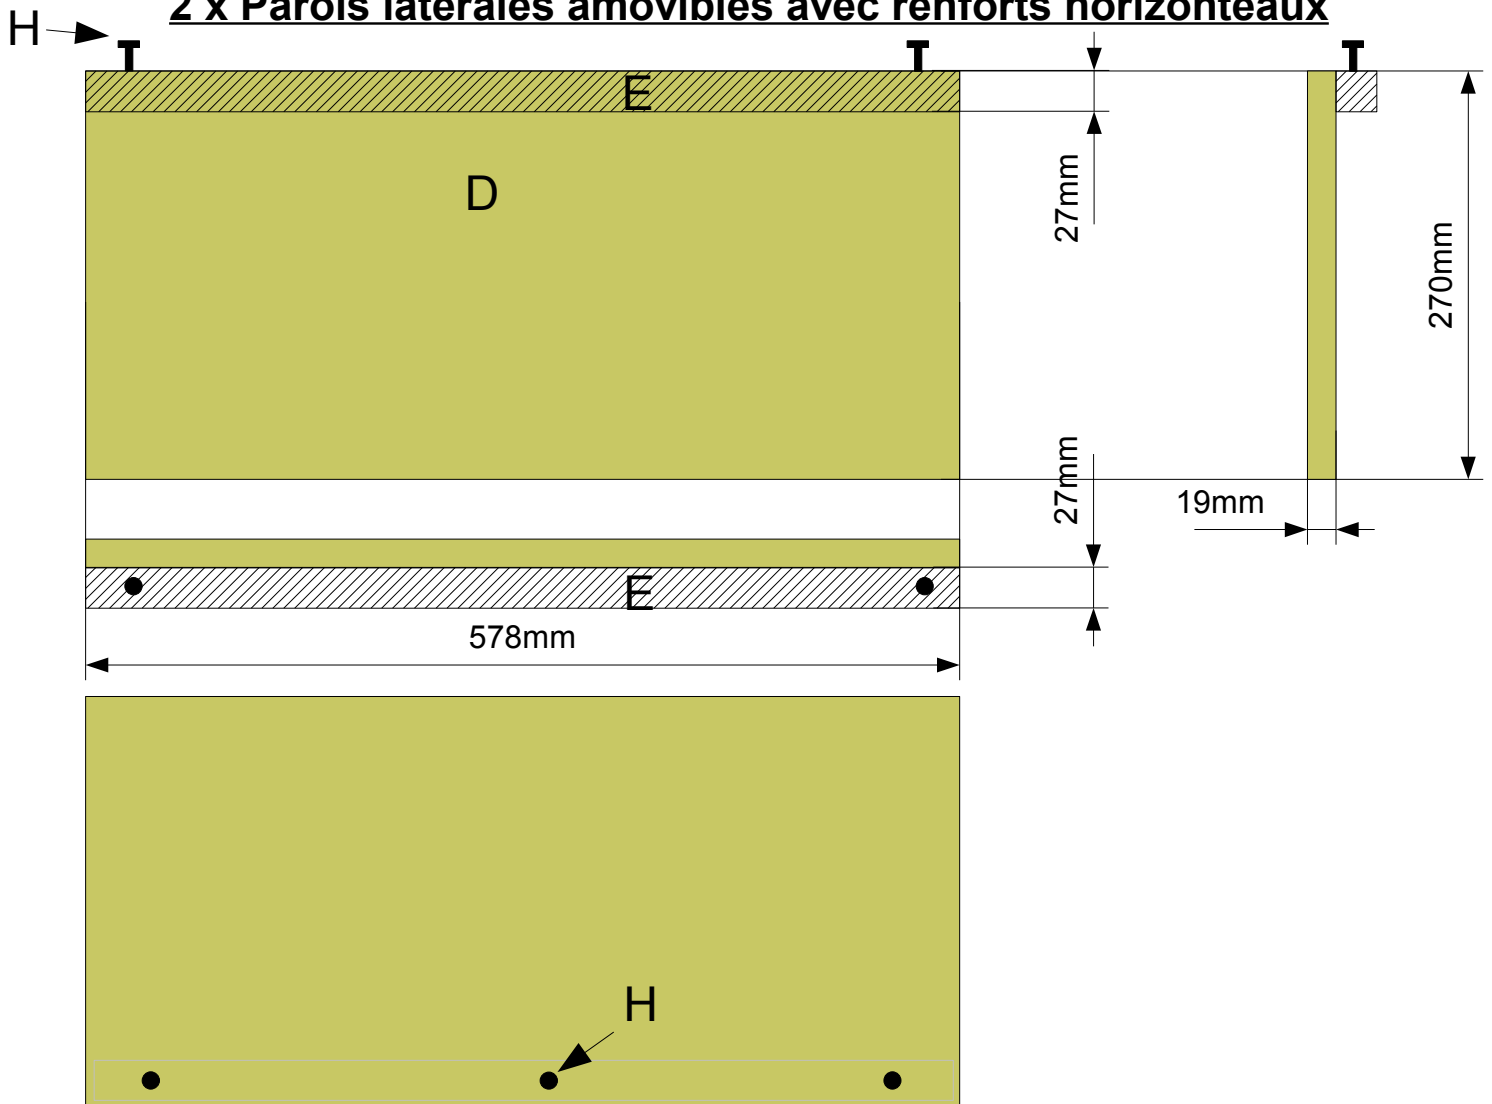 2 x Parois latérales amovibles avec renforts horizonteaux
H
E
D
27mm
270mm
27mm
19mm
E
578mm
H